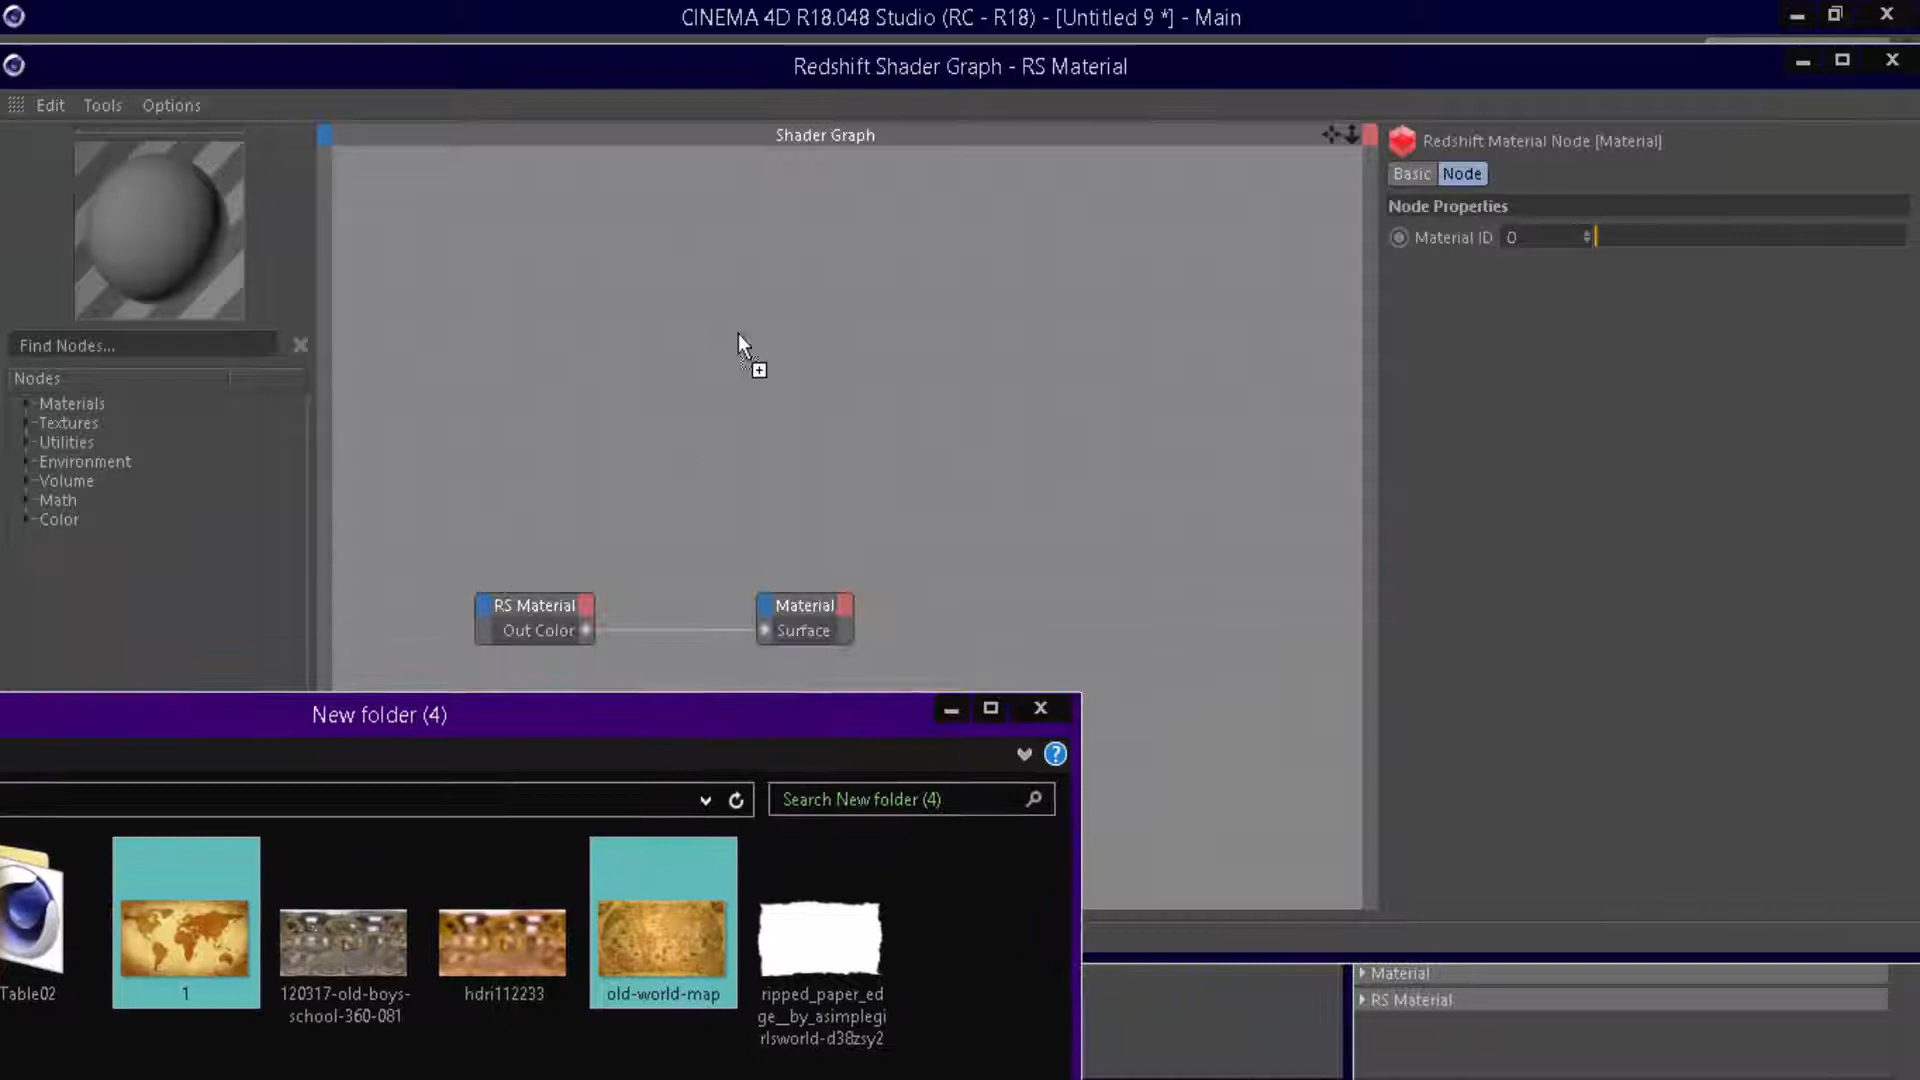 CINEMA 4D R18.048 Studio (RC - R18) - [Untitled 9 *] - Main
Redshift Shader Graph - RS Material
Edit Tools Options
Shader Graph
Redshift Material Node [Material]
Basic Node
Node Properties
Material ID 0
Find Nodes...
Nodes
Materials
Textures
Utilities
Environment
Volume
Math
Color
RS Material
Out Color
Material
Surface
New folder (4)
Search New folder (4)
Table02
1
120317-old-boys-
school-360-081
hdri112233
old-world-map
ripped_paper_ed
ge__by_asimplegi
rlsworld-d38zsy2
Material
RS Material